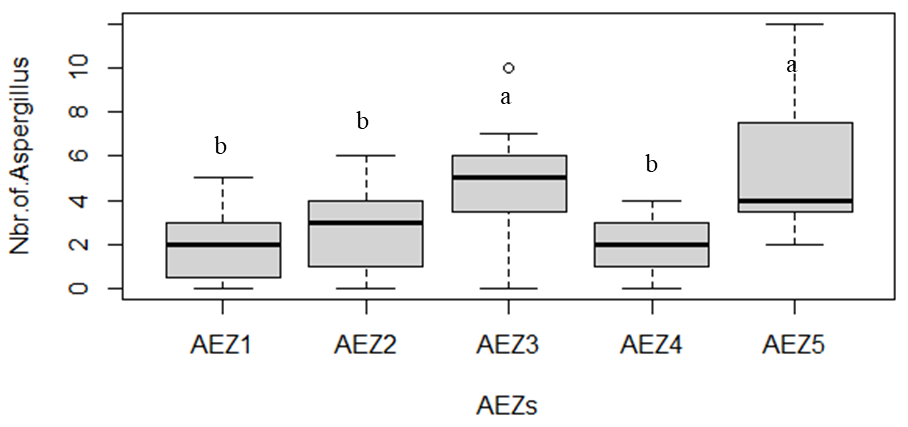 Nbr.of.Aspergillus
10
8
6
4
2
0
b
b
a
b
a
AEZ1 AEZ2 AEZ3 AEZ4 AEZ5
AEZs